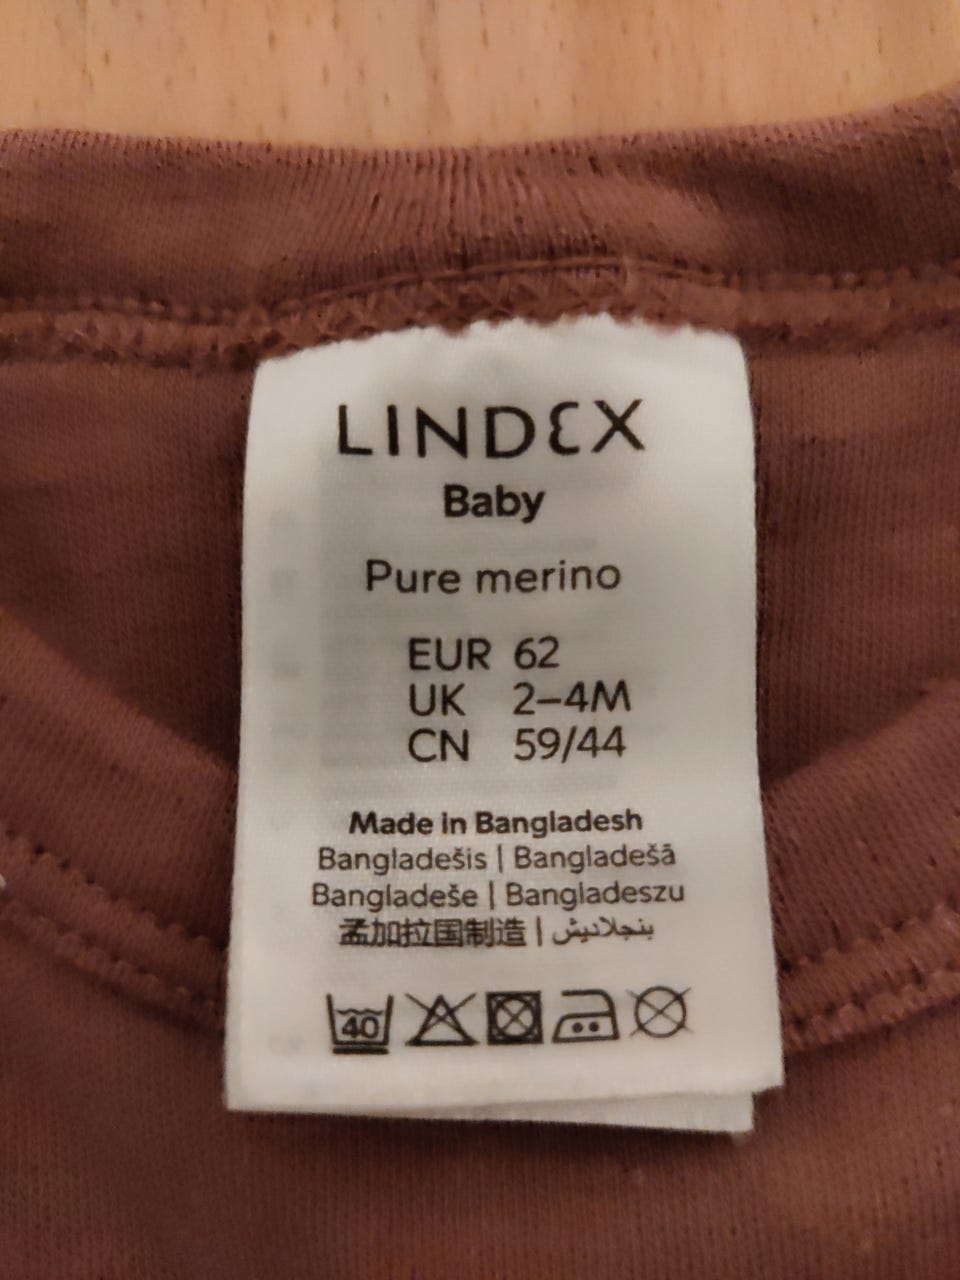 LINDEX
Baby
Pure merino
EUR 62
UK 2–4M
CN 59/44
Made in Bangladesh
Bangladešis | Bangladešā
Bangladeše | Bangladeszu
孟加拉国制造 | بنجلاديش
40